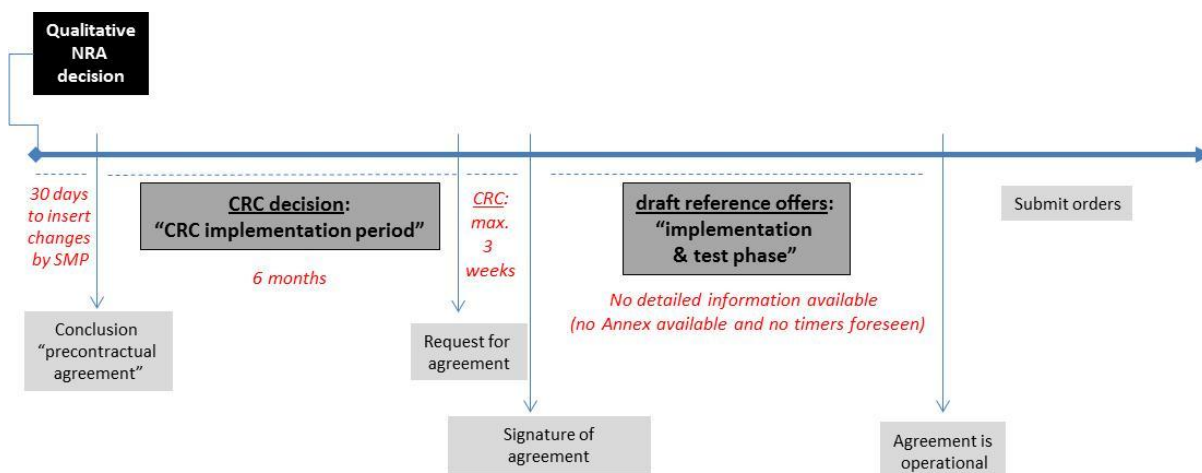 Qualitative
NRA
decision
30 days
to insert
changes
by SMP
CRC decision:
“CRC implementation period”
6 months
CRC:
max.
3
weeks
draft reference offers:
“implementation
& test phase”
No detailed information available
(no Annex available and no timers foreseen)
Submit orders
Conclusion
“precontractual
agreement”
Request for
agreement
Signature of
agreement
Agreement is
operational